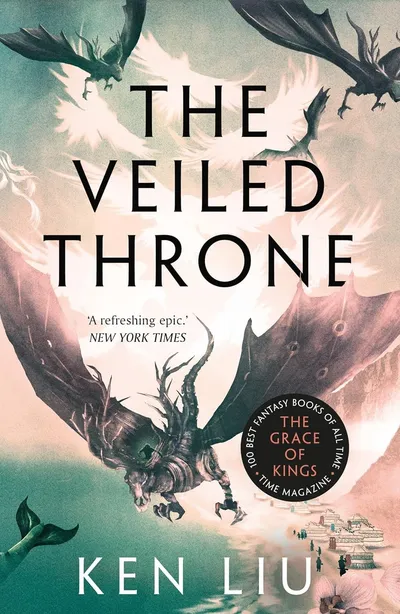 THE
VEILED
THRONE
‘A refreshing epic.’
NEW YORK TIMES
100 BEST FANTASY BOOKS OF ALL TIME
THE
GRACE
OF
KINGS
• TIME MAGAZINE •
KEN LIU